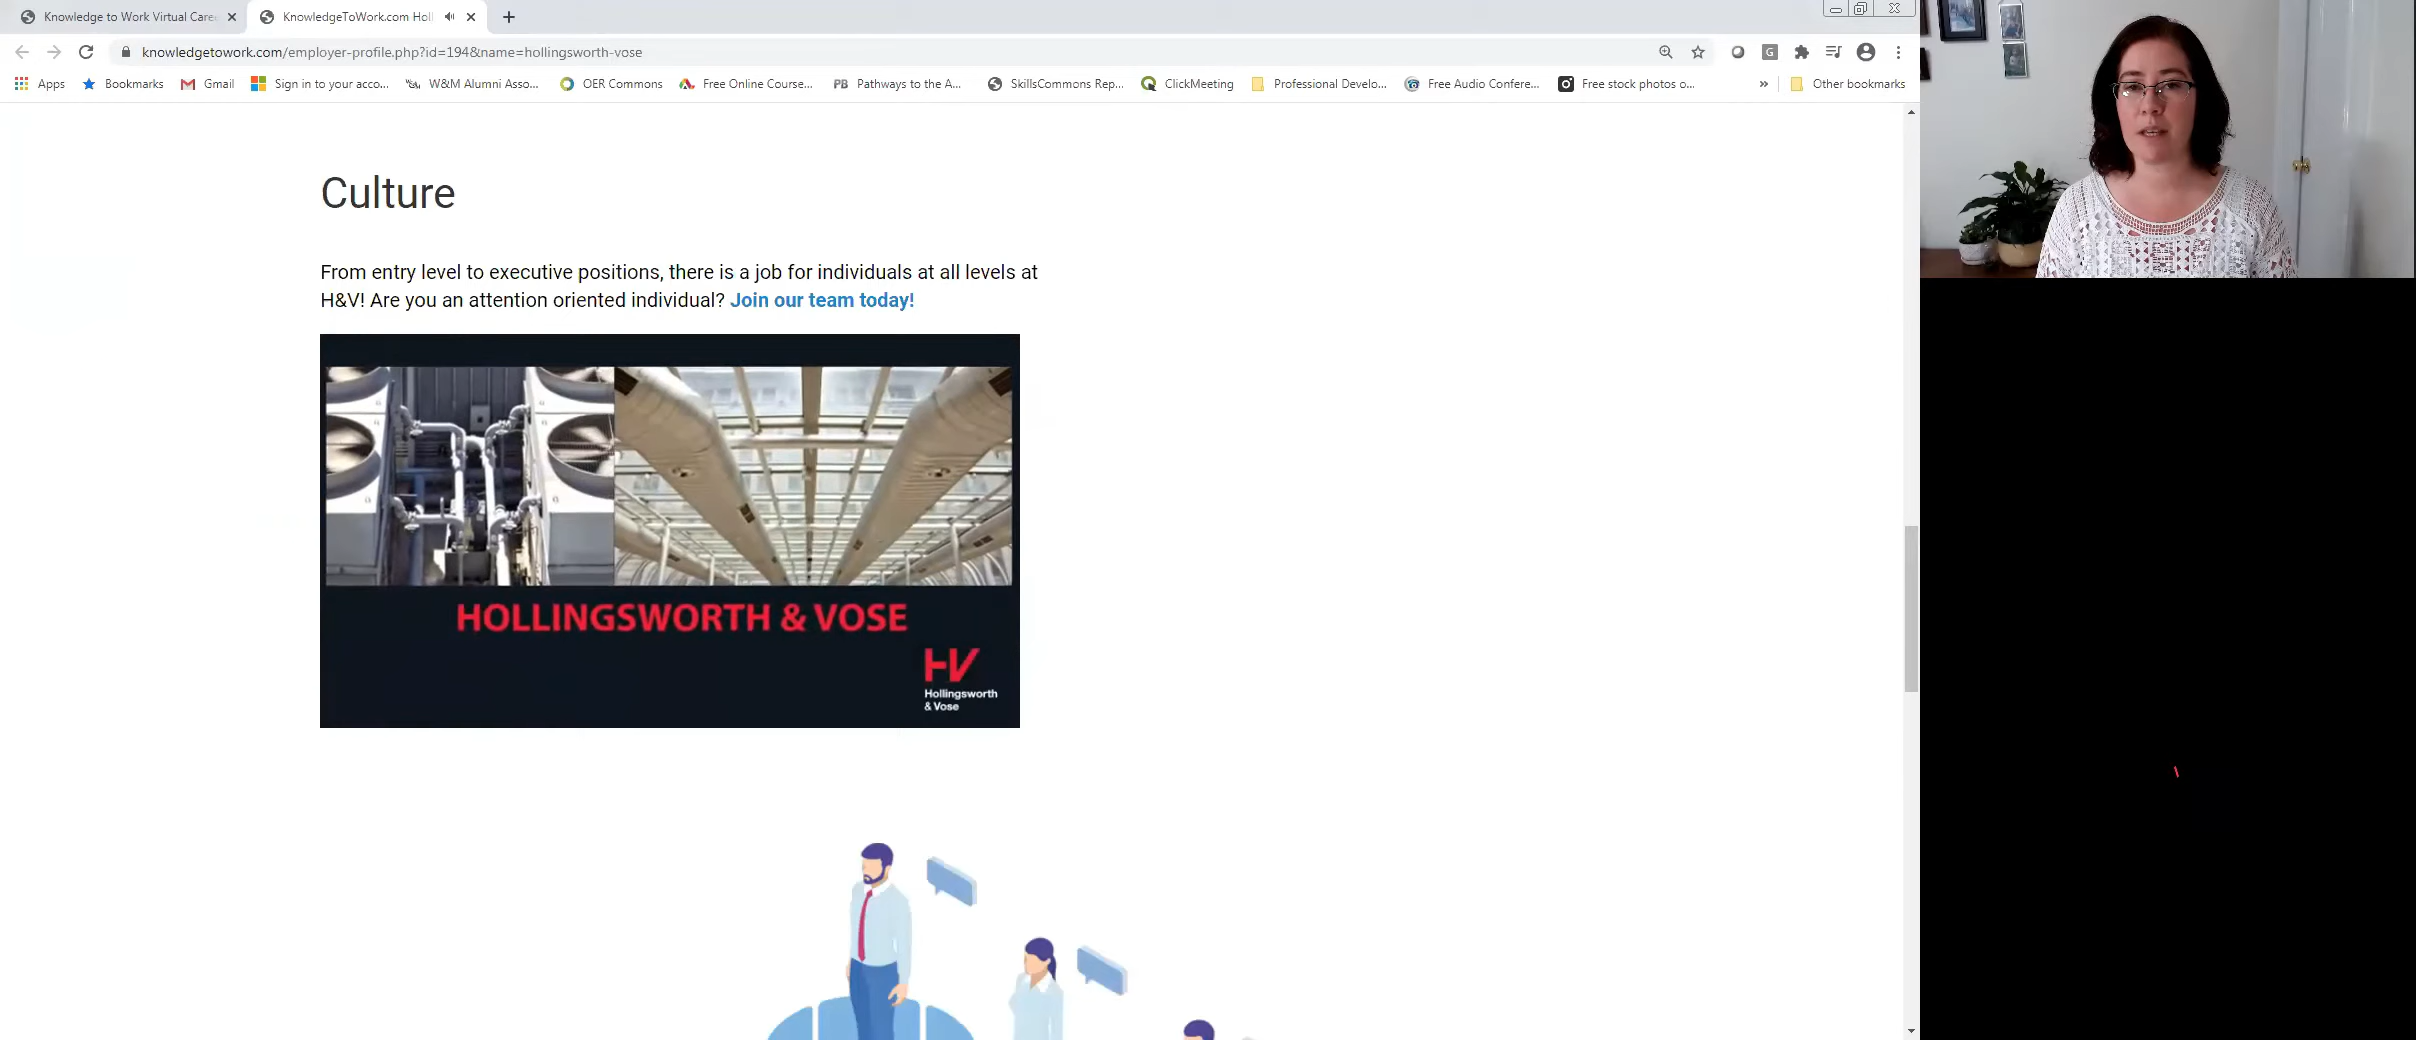 Knowledge to Work Virtual Care
KnowledgeToWork.com Holl
knowledgetowork.com/employer-profile.php?id=194&name=hollingsworth-vose
Apps
Bookmarks
Gmail
Sign in to your acco...
W&M Alumni Asso...
OER Commons
Free Online Course...
PB Pathways to the A...
SkillsCommons Rep...
ClickMeeting
Professional Develo...
Free Audio Confere...
Free stock photos o...
»
Other bookmarks
Culture
From entry level to executive positions, there is a job for individuals at all levels at
H&V! Are you an attention oriented individual? Join our team today!
HOLLINGSWORTH & VOSE
HV
Hollingsworth
& Vose